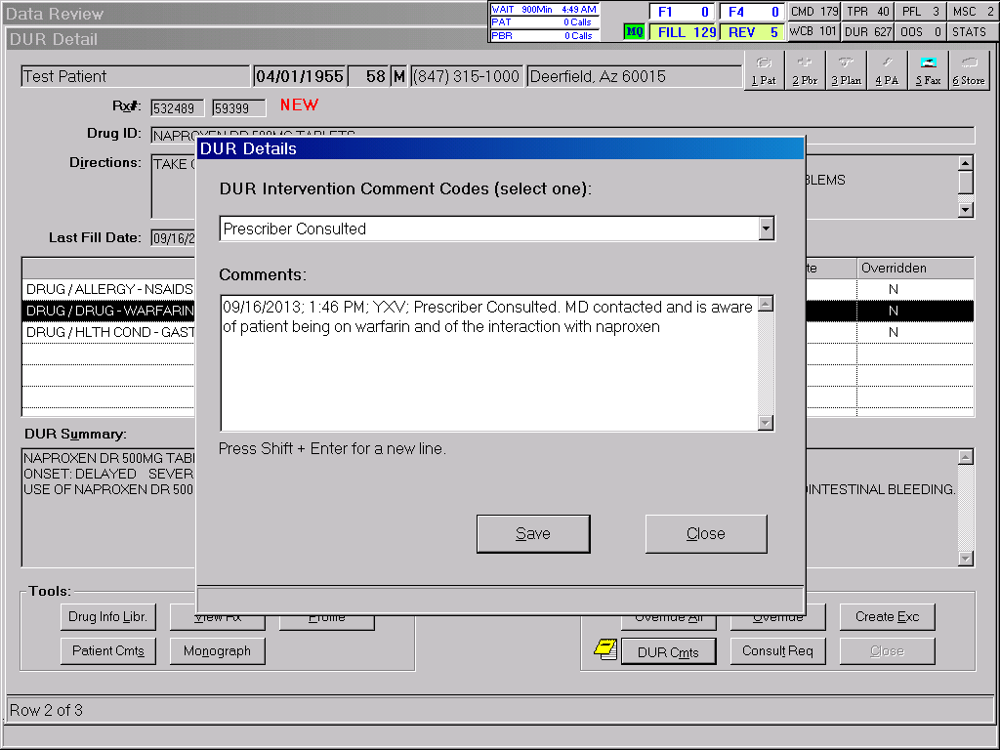 Data Review
WAIT 900Min 4:49 AM
PAT 0 Calls
PBR 0 Calls
F1 0 F4 0
MQ FILL 129 REV 5
CMD 179 TPR 40 PFL 3 MSC 2
WCB 101 DUR 627 OOS 0 STATS
DUR Detail
Test Patient 04/01/1955 58 M (847) 315-1000 Deerfield, Az 60015
1 Pat 2 Pbr 3 Plan 4 PA 5 Fax 6 Store
Rx#: 532489 59399 NEW
Drug ID: NAPROXEN DR 500MG TABLETS
Directions: TAKE
BLEMS
Last Fill Date: 09/16/2
DUR Details
DUR Intervention Comment Codes (select one):
Prescriber Consulted
Comments:
09/16/2013; 1:46 PM; YXV; Prescriber Consulted. MD contacted and is aware
of patient being on warfarin and of the interaction with naproxen
Press Shift + Enter for a new line.
Save Close
te Overridden
DRUG / ALLERGY - NSAIDS N
DRUG / DRUG - WARFARIN N
DRUG / HLTH COND - GAST N
DUR Summary:
NAPROXEN DR 500MG TABL
ONSET: DELAYED SEVER
USE OF NAPROXEN DR 500 OINTESTINAL BLEEDING.
Tools:
Drug Info Libr. View Rx Profile Override All Override Create Exc
Patient Cmts Monograph DUR Cmts Consult Req Close
Row 2 of 3